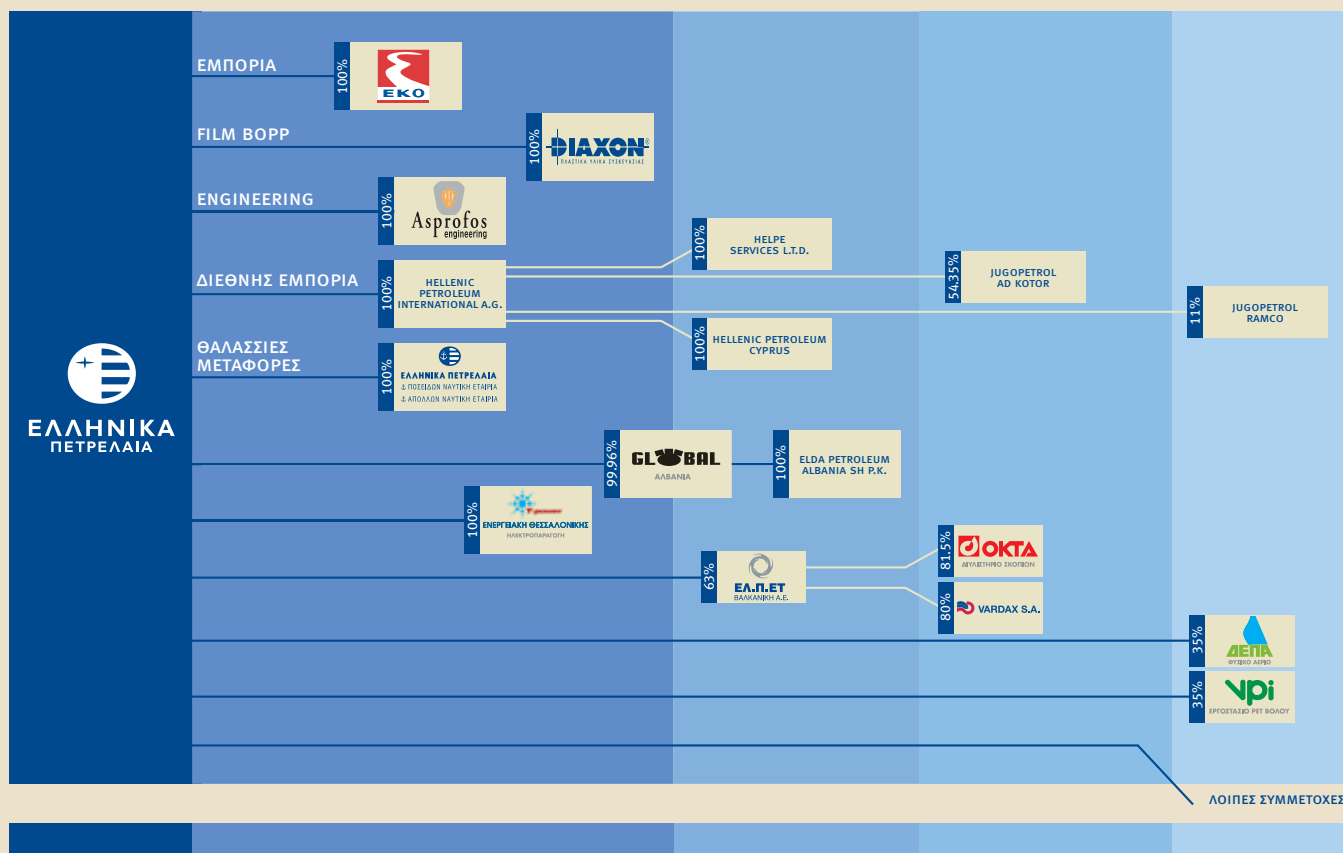 ΕΜΠΟΡΙΑ
100%
ΕΚΟ
FILM BOPP
100%
DIAXON®
ΠΛΑΣΤΙΚΑ ΥΛΙΚΑ ΣΥΣΚΕΥΑΣΙΑΣ
ENGINEERING
100%
Asprofos
engineering
ΔΙΕΘΝΗΣ ΕΜΠΟΡΙΑ
100%
HELLENIC
PETROLEUM
INTERNATIONAL A.G.
100%
HELPE
SERVICES L.T.D.
54.35%
JUGOPETROL
AD KOTOR
11%
JUGOPETROL
RAMCO
100%
HELLENIC PETROLEUM
CYPRUS
ΘΑΛΑΣΣΙΕΣ
ΜΕΤΑΦΟΡΕΣ
100%
ΕΛΛΗΝΙΚΑ ΠΕΤΡΕΛΑΙΑ
ΠΟΣΕΙΔΩΝ ΝΑΥΤΙΚΗ ΕΤΑΙΡΙΑ
ΑΠΟΛΛΩΝ ΝΑΥΤΙΚΗ ΕΤΑΙΡΙΑ
ΕΛΛΗΝΙΚΑ
ΠΕΤΡΕΛΑΙΑ
99.96%
GLOBAL
ΑΛΒΑΝΙΑ
100%
ELDA PETROLEUM
ALBANIA SH P.K.
100%
ΕΝΕΡΓΕΙΑΚΗ ΘΕΣΣΑΛΟΝΙΚΗΣ
ΗΛΕΚΤΡΟΠΑΡΑΓΩΓΗ
63%
ΕΛ.Π.ΕΤ
ΒΑΛΚΑΝΙΚΗ Α.Ε.
81.5%
ΟΚΤΑ
ΔΙΥΛΙΣΤΗΡΙΟ ΣΚΟΠΙΩΝ
80%
VARDAX S.A.
35%
ΔΕΠΑ
ΦΥΣΙΚΟ ΑΕΡΙΟ
35%
vpi
ΕΡΓΟΣΤΑΣΙΟ PET ΒΟΛΟΥ
ΛΟΙΠΕΣ ΣΥΜΜΕΤΟΧΕΣ